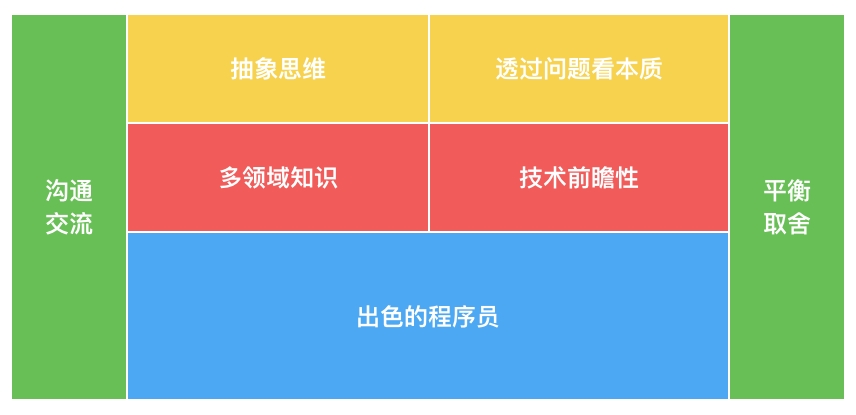 抽象思维
透过问题看本质
多领域知识
技术前瞻性
沟通
交流
平衡
取舍
出色的程序员